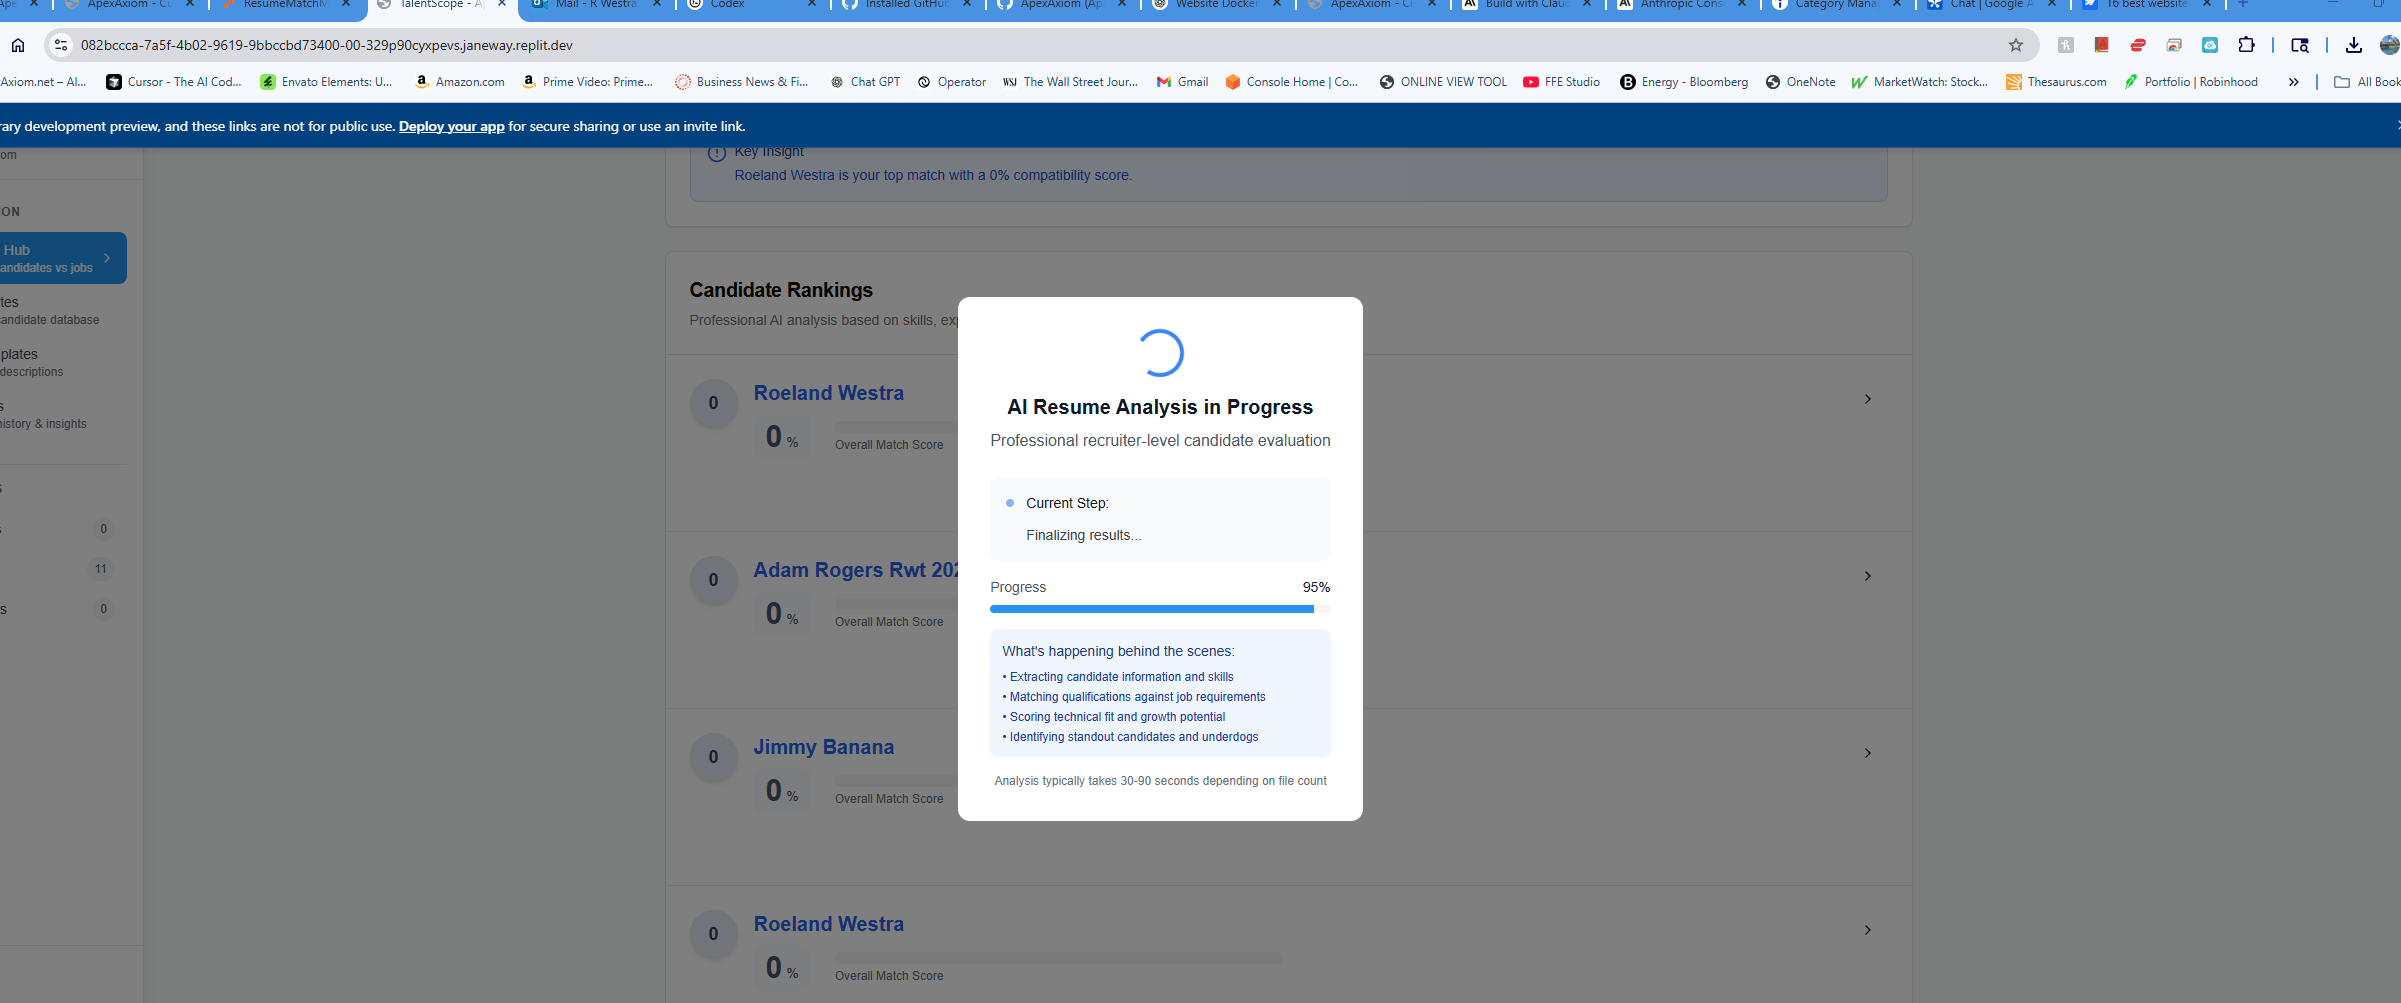 ApexAxiom - Cu
ResumeMatchM
TalentScope - Ap
Mail - R Westra
Codex
Installed GitHub
ApexAxiom (Ap
Website Docker
ApexAxiom - Cu
Build with Claud
Anthropic Cons
Category Mana
Chat | Google A
16 best website
082bccca-7a5f-4b02-9619-9bbccbd73400-00-329p90cyxpevs.janeway.replit.dev
Axiom.net – AI...
Cursor - The AI Cod...
Envato Elements: U...
Amazon.com
Prime Video: Prime...
Business News & Fi...
Chat GPT
Operator
WSJ The Wall Street Jour...
Gmail
Console Home | Co...
ONLINE VIEW TOOL
FFE Studio
Energy - Bloomberg
OneNote
MarketWatch: Stock...
Thesaurus.com
Portfolio | Robinhood
»
All Book
rary development preview, and these links are not for public use. Deploy your app for secure sharing or use an invite link.
om
ION
Hub
andidates vs jobs
tes
candidate database
plates
descriptions
s
history & insights
s
s 0
11
s 0
Key Insight
Roeland Westra is your top match with a 0% compatibility score.
Candidate Rankings
Professional AI analysis based on skills, exp
0
Roeland Westra
0 %
Overall Match Score
0
Adam Rogers Rwt 202
0 %
Overall Match Score
0
Jimmy Banana
0 %
Overall Match Score
0
Roeland Westra
0 %
Overall Match Score
AI Resume Analysis in Progress
Professional recruiter-level candidate evaluation
Current Step:
Finalizing results...
Progress 95%
What's happening behind the scenes:
• Extracting candidate information and skills
• Matching qualifications against job requirements
• Scoring technical fit and growth potential
• Identifying standout candidates and underdogs
Analysis typically takes 30-90 seconds depending on file count